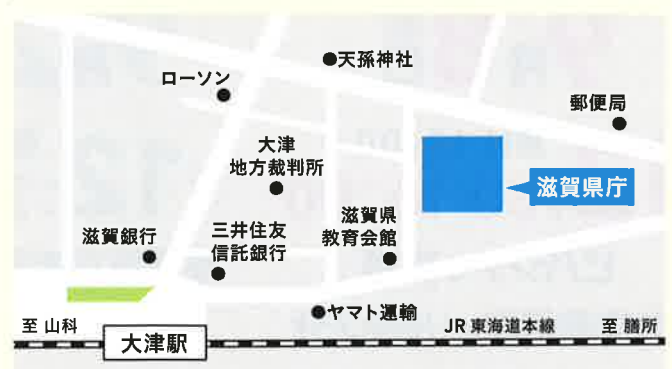 天孫神社
ローソン
郵便局
大津
地方裁判所
滋賀県庁
滋賀県
教育会館
三井住友
信託銀行
滋賀銀行
ヤマト運輸
至 山科
JR 東海道本線
至 膳所
大津駅